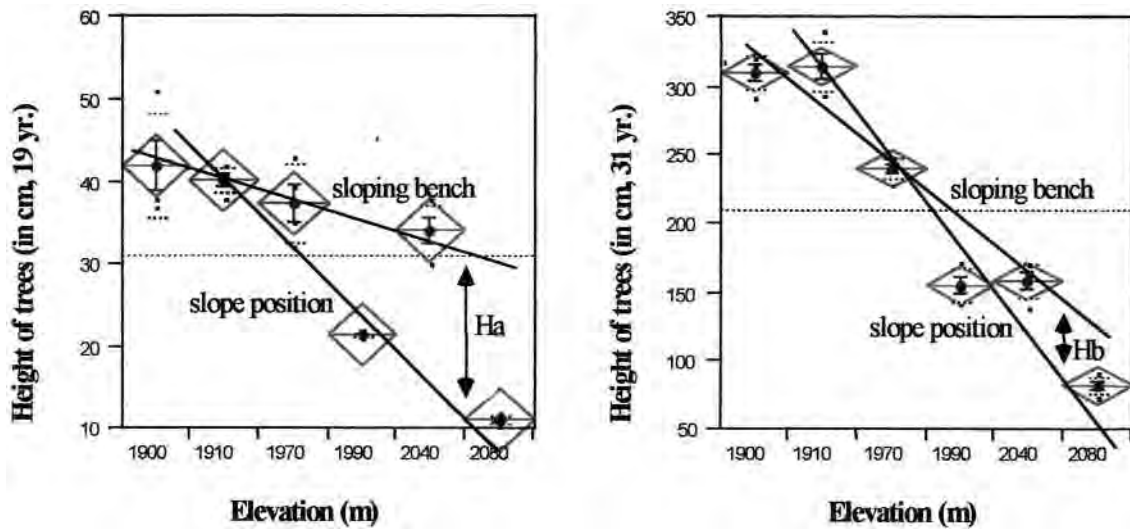 Height of trees (in cm, 19 yr.)
60
50
40
30
20
10
sloping bench
slope position
Ha
1900 1910 1970 1990 2040 2080
Elevation (m)
Height of trees (in cm, 31 yr.)
350
300
250
200
150
100
50
sloping bench
slope position
Hb
1900 1910 1970 1990 2040 2080
Elevation (m)